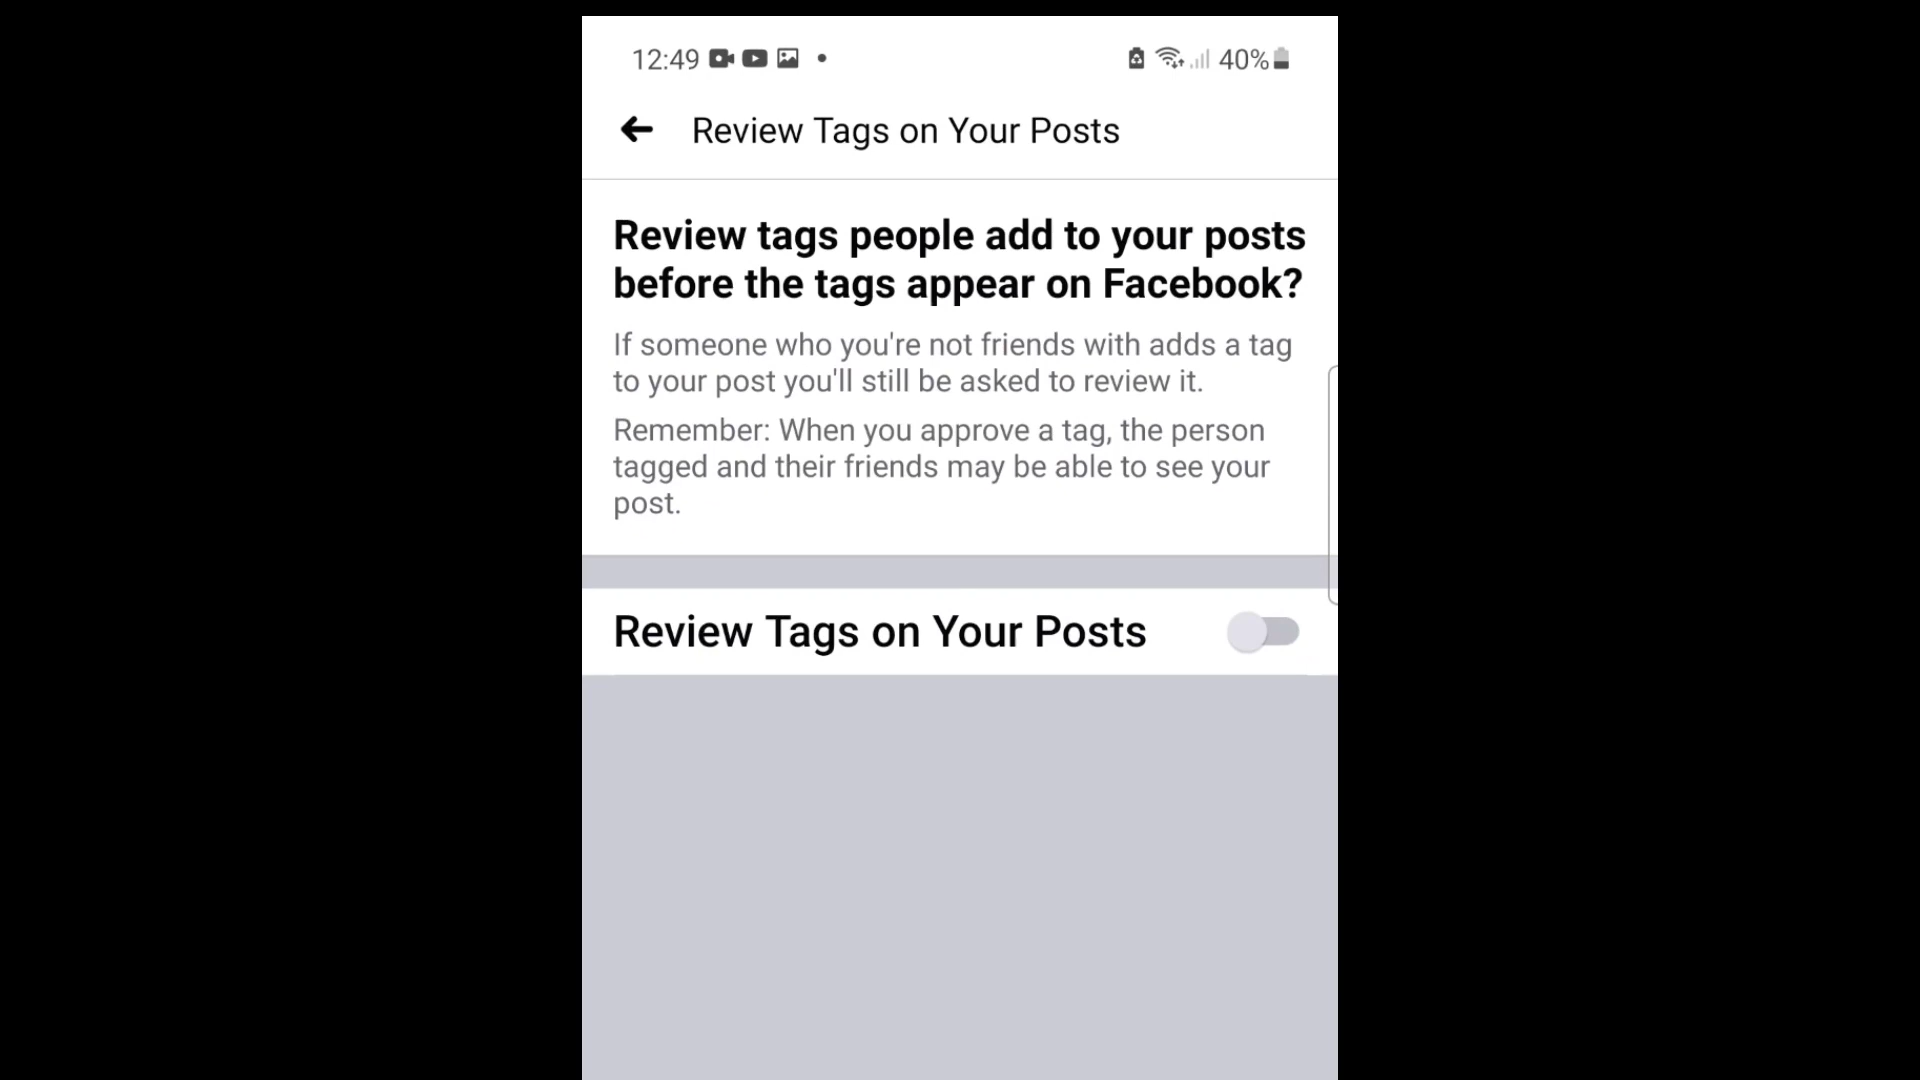 12:49 40%
Review Tags on Your Posts
Review tags people add to your posts
before the tags appear on Facebook?
If someone who you're not friends with adds a tag
to your post you'll still be asked to review it.
Remember: When you approve a tag, the person
tagged and their friends may be able to see your
post.
Review Tags on Your Posts